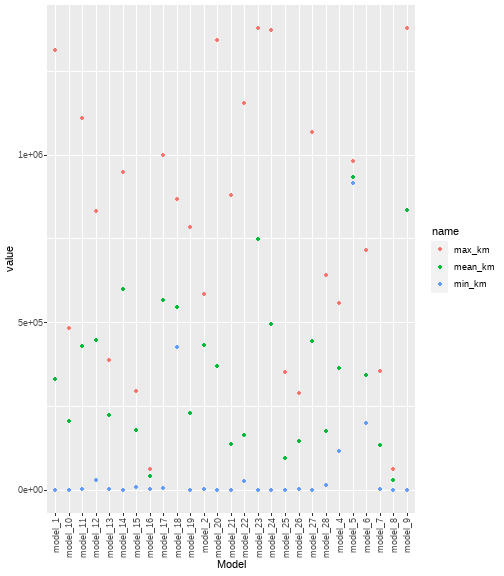 1e+06
5e+05
0e+00
value
model_1
model_10
model_11
model_12
model_13
model_14
model_15
model_16
model_17
model_18
model_19
model_2
model_20
model_21
model_22
model_23
model_24
model_25
model_26
model_27
model_28
model_4
model_5
model_6
model_7
model_8
model_9
Model
name
max_km
mean_km
min_km